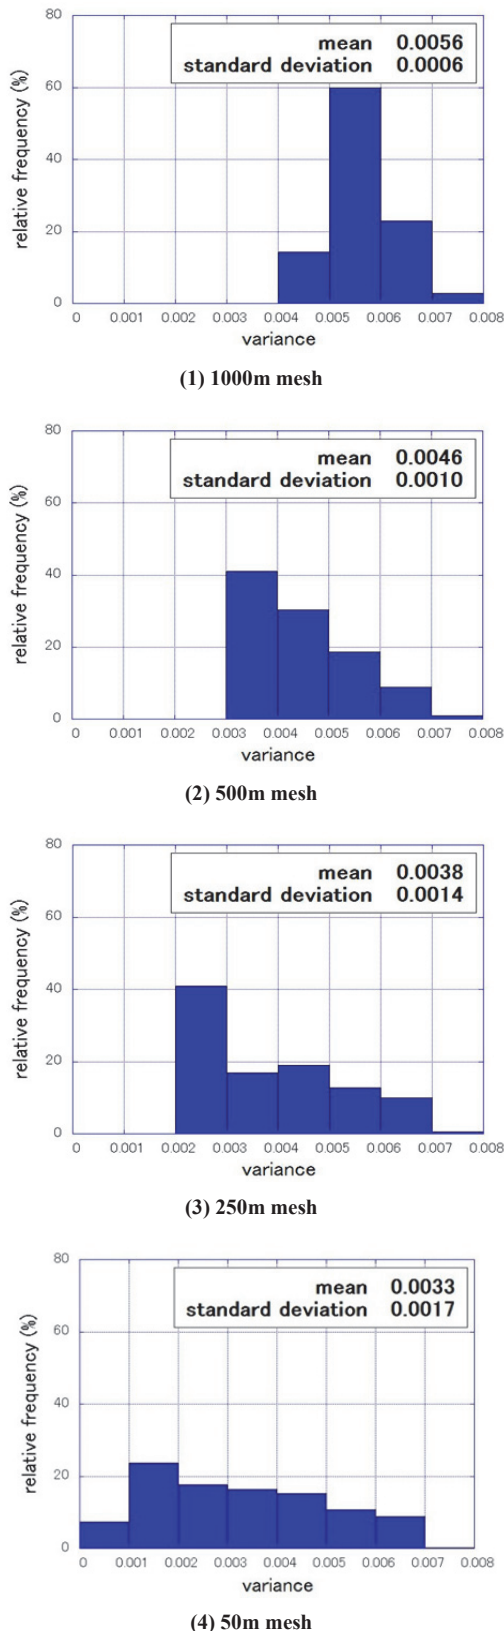 80
60
40
20
0
relative frequency (%)
mean 0.0056
standard deviation 0.0006
0 0.001 0.002 0.003 0.004 0.005 0.006 0.007 0.008
variance
(1) 1000m mesh
80
60
40
20
0
relative frequency (%)
mean 0.0046
standard deviation 0.0010
0 0.001 0.002 0.003 0.004 0.005 0.006 0.007 0.008
variance
(2) 500m mesh
80
60
40
20
0
relative frequency (%)
mean 0.0038
standard deviation 0.0014
0 0.001 0.002 0.003 0.004 0.005 0.006 0.007 0.008
variance
(3) 250m mesh
80
60
40
20
0
relative frequency (%)
mean 0.0033
standard deviation 0.0017
0 0.001 0.002 0.003 0.004 0.005 0.006 0.007 0.008
variance
(4) 50m mesh